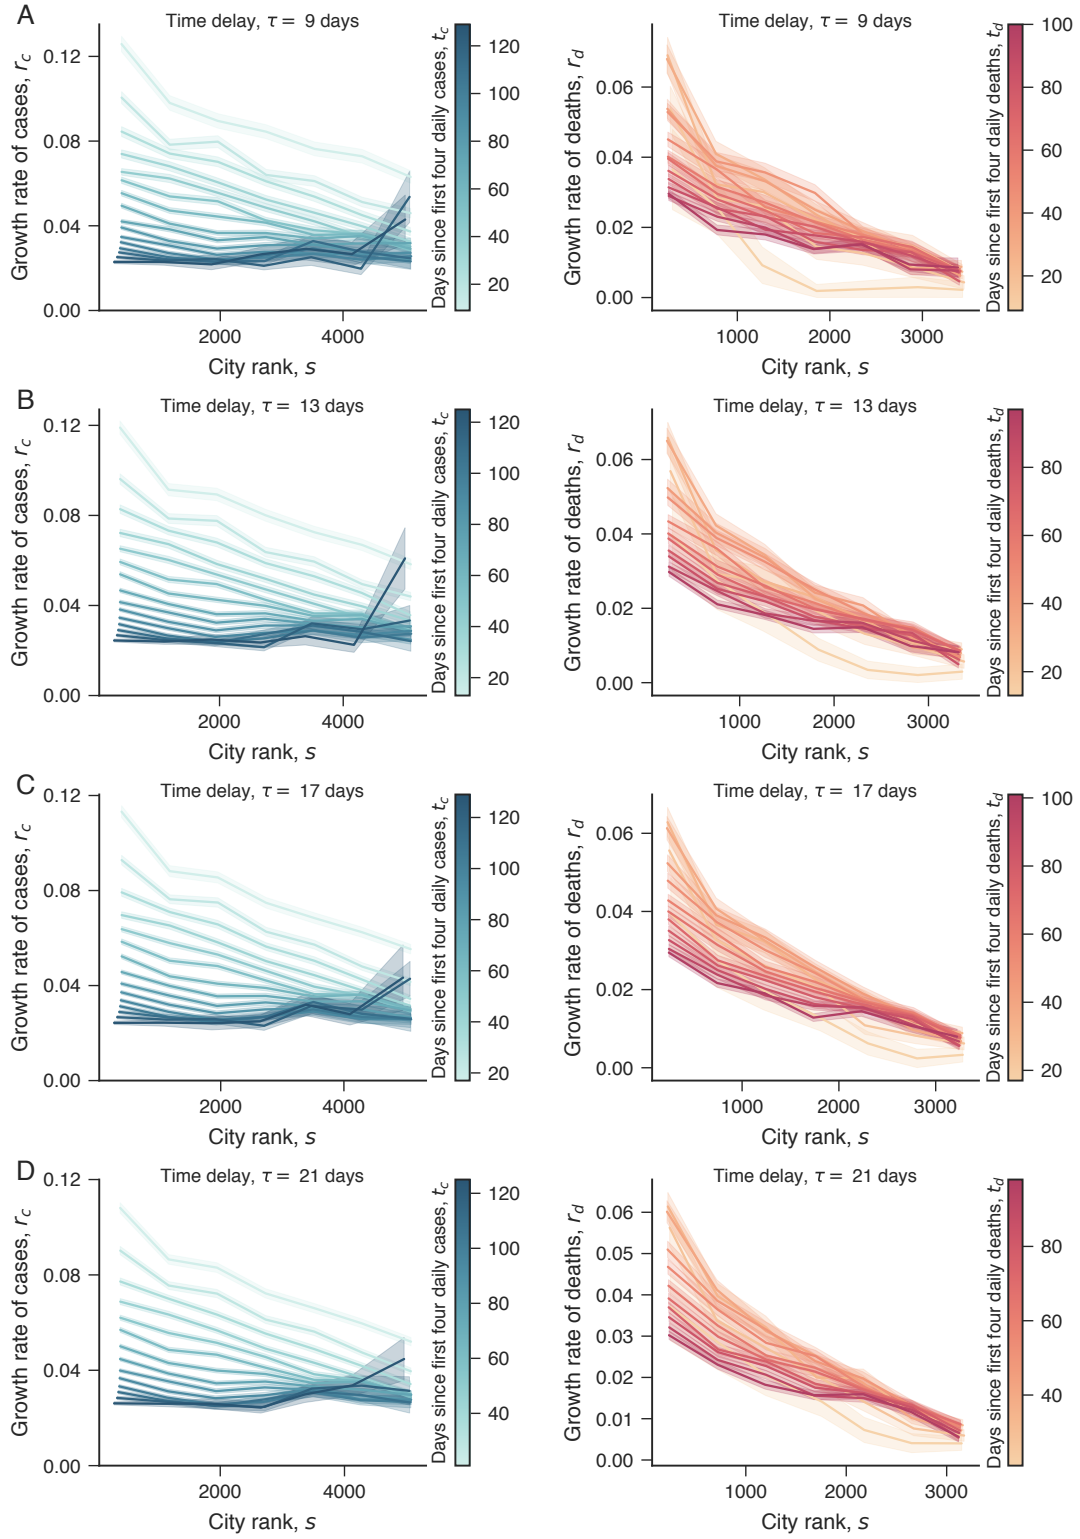 A
Time delay, τ = 9 days
Growth rate of cases, r_c
0.12
0.08
0.04
0.00
2000
4000
City rank, s
Days since first four daily cases, t_c
120
100
80
60
40
20
Time delay, τ = 9 days
Growth rate of deaths, r_d
0.06
0.04
0.02
0.00
1000
2000
3000
City rank, s
Days since first four daily deaths, t_d
100
80
60
40
20
B
Time delay, τ = 13 days
Growth rate of cases, r_c
0.12
0.08
0.04
0.00
2000
4000
City rank, s
Days since first four daily cases, t_c
120
100
80
60
40
20
Time delay, τ = 13 days
Growth rate of deaths, r_d
0.06
0.04
0.02
0.00
1000
2000
3000
City rank, s
Days since first four daily deaths, t_d
80
60
40
20
C
Time delay, τ = 17 days
Growth rate of cases, r_c
0.12
0.08
0.04
0.00
2000
4000
City rank, s
Days since first four daily cases, t_c
120
100
80
60
40
20
Time delay, τ = 17 days
Growth rate of deaths, r_d
0.06
0.04
0.02
0.00
1000
2000
3000
City rank, s
Days since first four daily deaths, t_d
100
80
60
40
20
D
Time delay, τ = 21 days
Growth rate of cases, r_c
0.12
0.08
0.04
0.00
2000
4000
City rank, s
Days since first four daily cases, t_c
120
100
80
60
40
Time delay, τ = 21 days
Growth rate of deaths, r_d
0.06
0.05
0.04
0.03
0.02
0.01
0.00
1000
2000
3000
City rank, s
Days since first four daily deaths, t_d
80
60
40